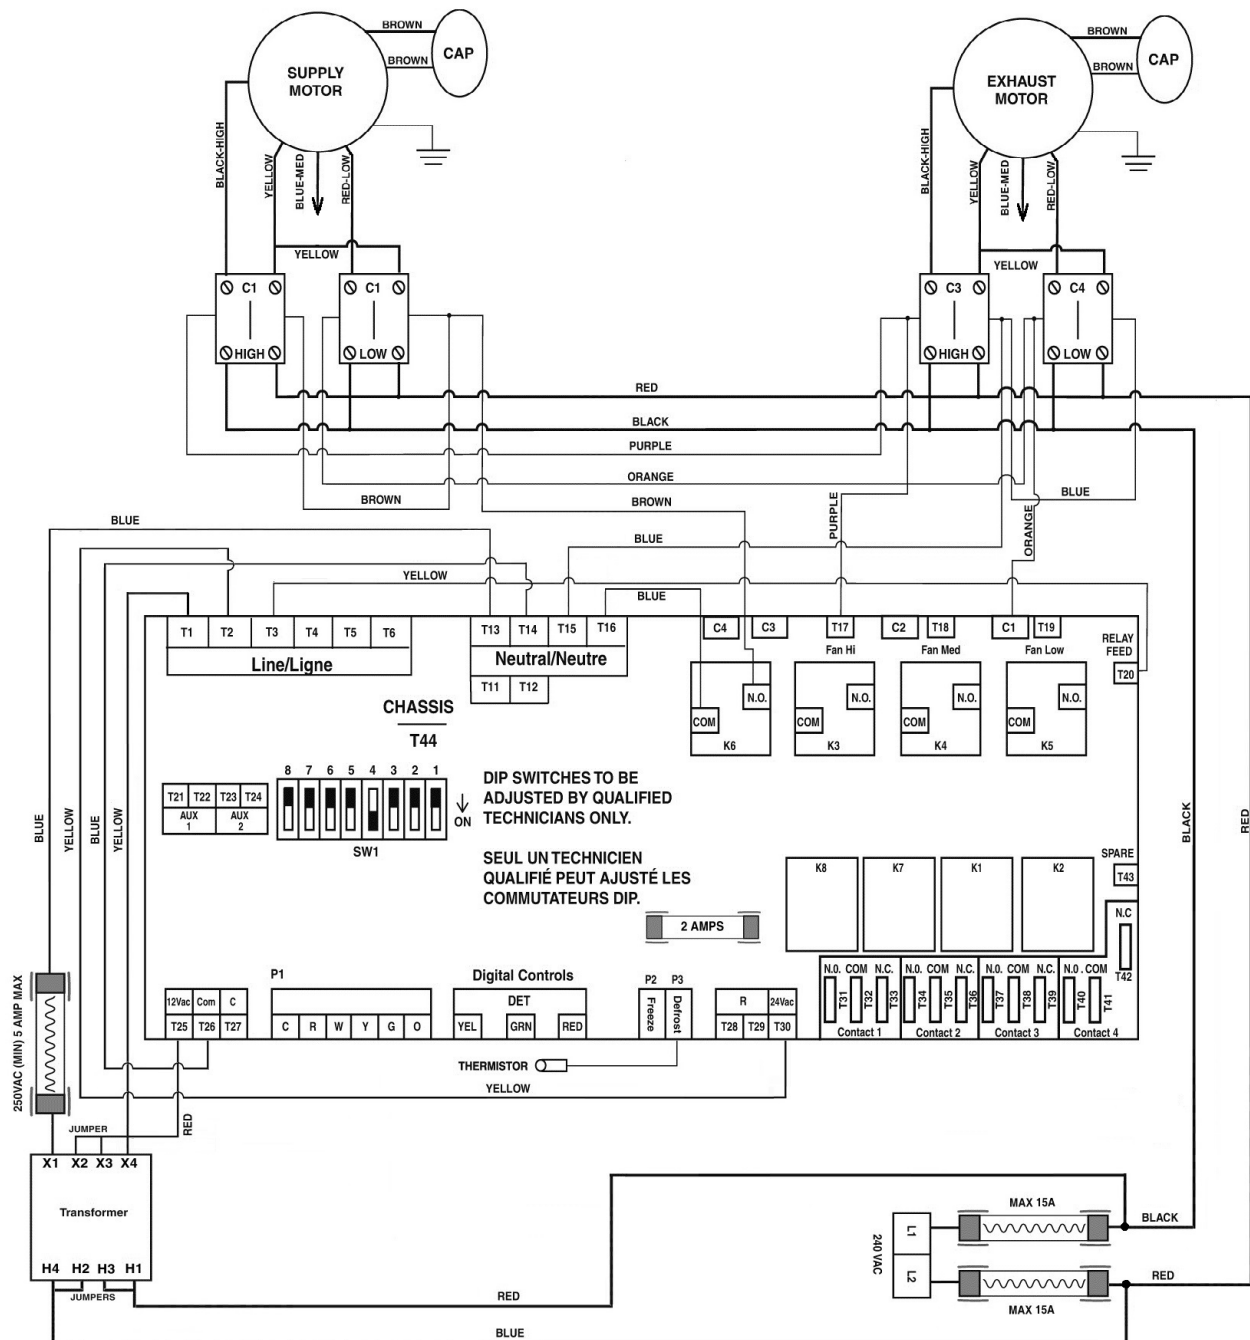 BROWN
BROWN
CAP
SUPPLY
MOTOR
BROWN
BROWN
CAP
EXHAUST
MOTOR
BLACK-HIGH
YELLOW
BLUE-MED
RED-LOW
BLACK-HIGH
YELLOW
BLUE-MED
RED-LOW
YELLOW
YELLOW
C1
HIGH
C1
LOW
C3
HIGH
C4
LOW
RED
BLACK
PURPLE
ORANGE
BROWN
BROWN
BLUE
BLUE
PURPLE
ORANGE
BLUE
YELLOW
BLUE
T1 T2 T3 T4 T5 T6
Line/Ligne
T13 T14 T15 T16
Neutral/Neutre
T11 T12
C4 C3 T17 C2 T18 C1 T19
Fan Hi Fan Med Fan Low
RELAY
FEED
T20
COM N.O.
K6
COM N.O.
K3
COM N.O.
K4
COM N.O.
K5
CHASSIS
T44
8 7 6 5 4 3 2 1
ON
SW1
T21 T22 T23 T24
AUX
1
AUX
2
DIP SWITCHES TO BE
ADJUSTED BY QUALIFIED
TECHNICIANS ONLY.
SEUL UN TECHNICIEN
QUALIFIÉ PEUT AJUSTÉ LES
COMMUTATEURS DIP.
2 AMPS
BLUE
YELLOW
BLUE
YELLOW
BLACK
RED
K8 K7 K1 K2
SPARE
T43
N.C
T42
N.O. COM N.C.
T31 T32 T33
Contact 1
N.O. COM N.C.
T34 T35 T36
Contact 2
N.O. COM N.C.
T37 T38 T39
Contact 3
N.O. COM
T40 T41
Contact 4
12Vac Com C
T25 T26 T27
P1
C R W Y G O
Digital Controls
DET
YEL GRN RED
P2 P3
Freeze Defrost
R 24Vac
T28 T29 T30
THERMISTOR
YELLOW
250VAC (MIN) 5 AMP MAX
RED
JUMPER
X1 X2 X3 X4
Transformer
H4 H2 H3 H1
JUMPERS
RED
BLUE
240 VAC
L1
L2
MAX 15A
BLACK
RED
MAX 15A